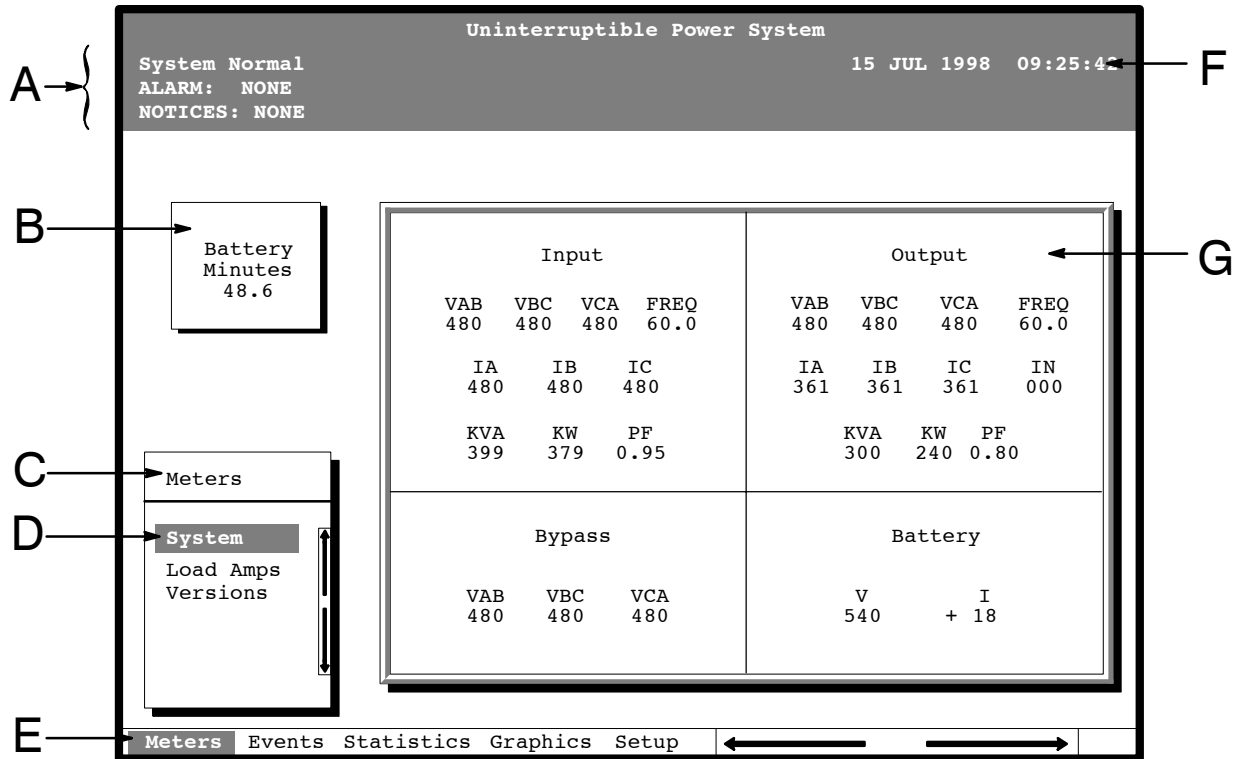 Uninterruptible Power System
A
System Normal
15 JUL 1998 09:25:42
F
ALARM: NONE
NOTICES: NONE
B
Battery
Minutes
48.6
Input
VAB VBC VCA FREQ
480 480 480 60.0
IA IB IC
480 480 480
KVA KW PF
399 379 0.95
Output
G
VAB VBC VCA FREQ
480 480 480 60.0
IA IB IC IN
361 361 361 000
KVA KW PF
300 240 0.80
C
Meters
D
System
Load Amps
Versions
Bypass
VAB VBC VCA
480 480 480
Battery
V I
540 + 18
E
Meters Events Statistics Graphics Setup